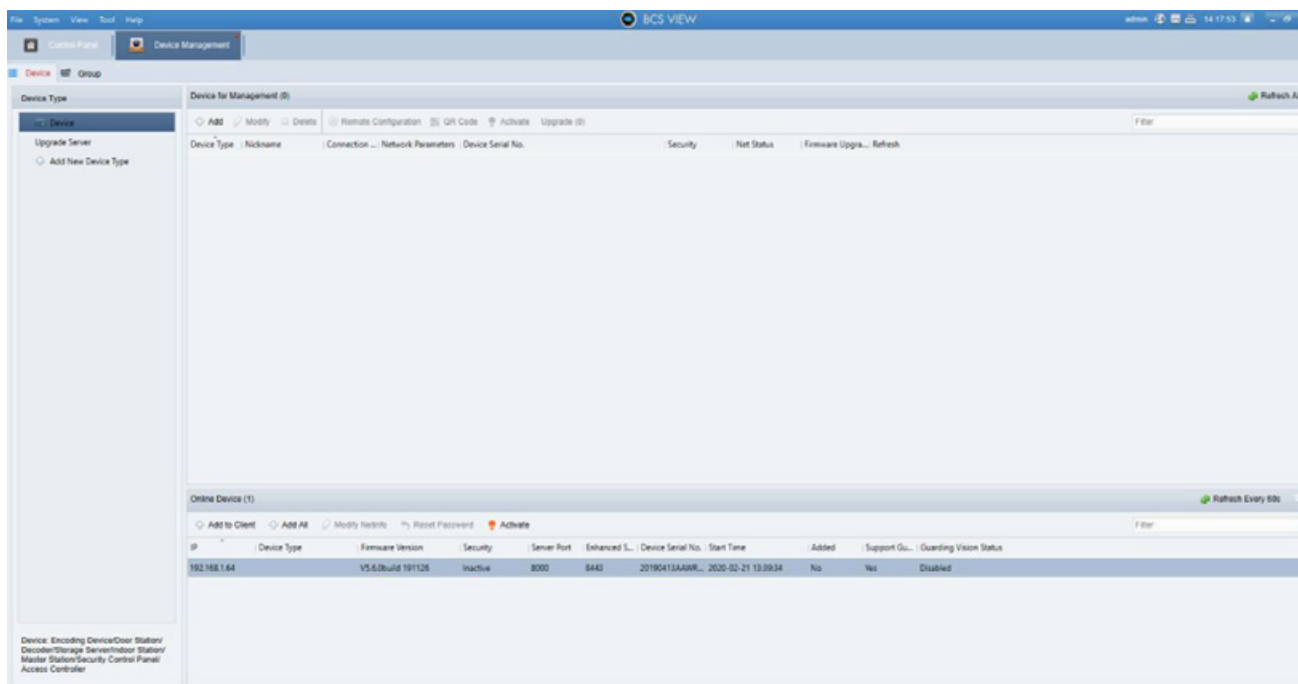 File System View Tool Help BCS VIEW admin 14:17:53
Control Panel Device Management
Device Group
Device Type Device for Management (0) Refresh A
Device Add Modify Delete Remote Configuration QR Code Activate Upgrade (0) Filter
Upgrade Server Device Type Nickname Connection ... Network Parameters Device Serial No. Security Net Status Firmware Upgra... Refresh
Add New Device Type
Online Device (1) Refresh Every 60s
Add to Client Add All Modify Netinfo Reset Password Activate Filter
IP Device Type Firmware Version Security Server Port Enhanced S... Device Serial No. Start Time Added Support Gu... Guarding Vision Status
192.168.1.64 V5.6.0build 191126 Inactive 8000 8443 20190413AAWR... 2020-02-21 13:39:34 No Yes Disabled
Device: Encoding Device/Door Station/
Decoder/Storage Server/Indoor Station/
Master Station/Security Control Panel/
Access Controller